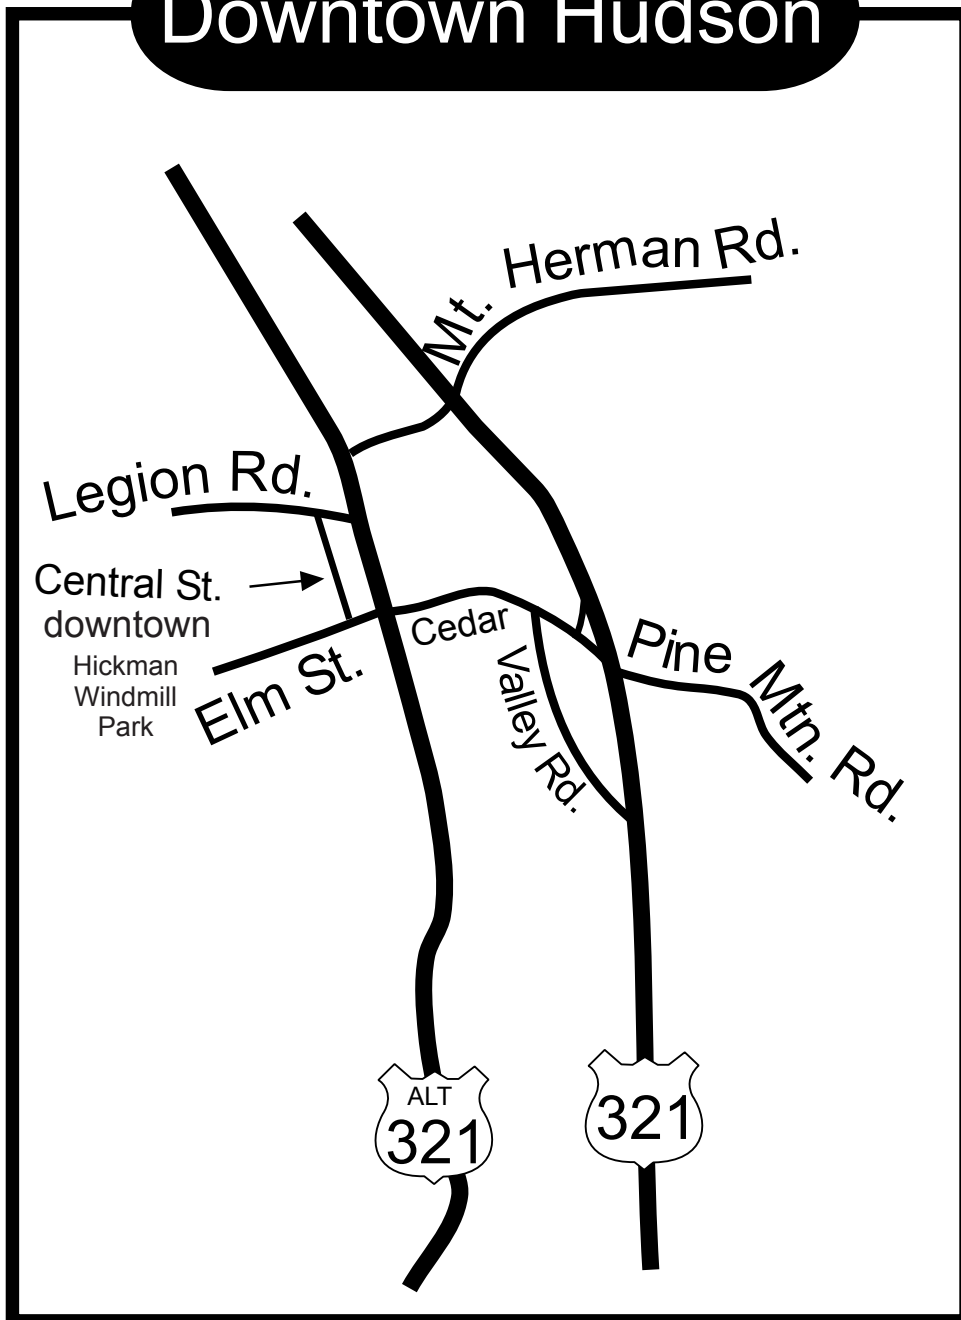 Downtown Hudson
Mt. Herman Rd.
Legion Rd.
Central St.
downtown
Hickman
Windmill
Park
Elm St.
Cedar
Valley Rd.
Pine Mtn. Rd.
ALT
321
321